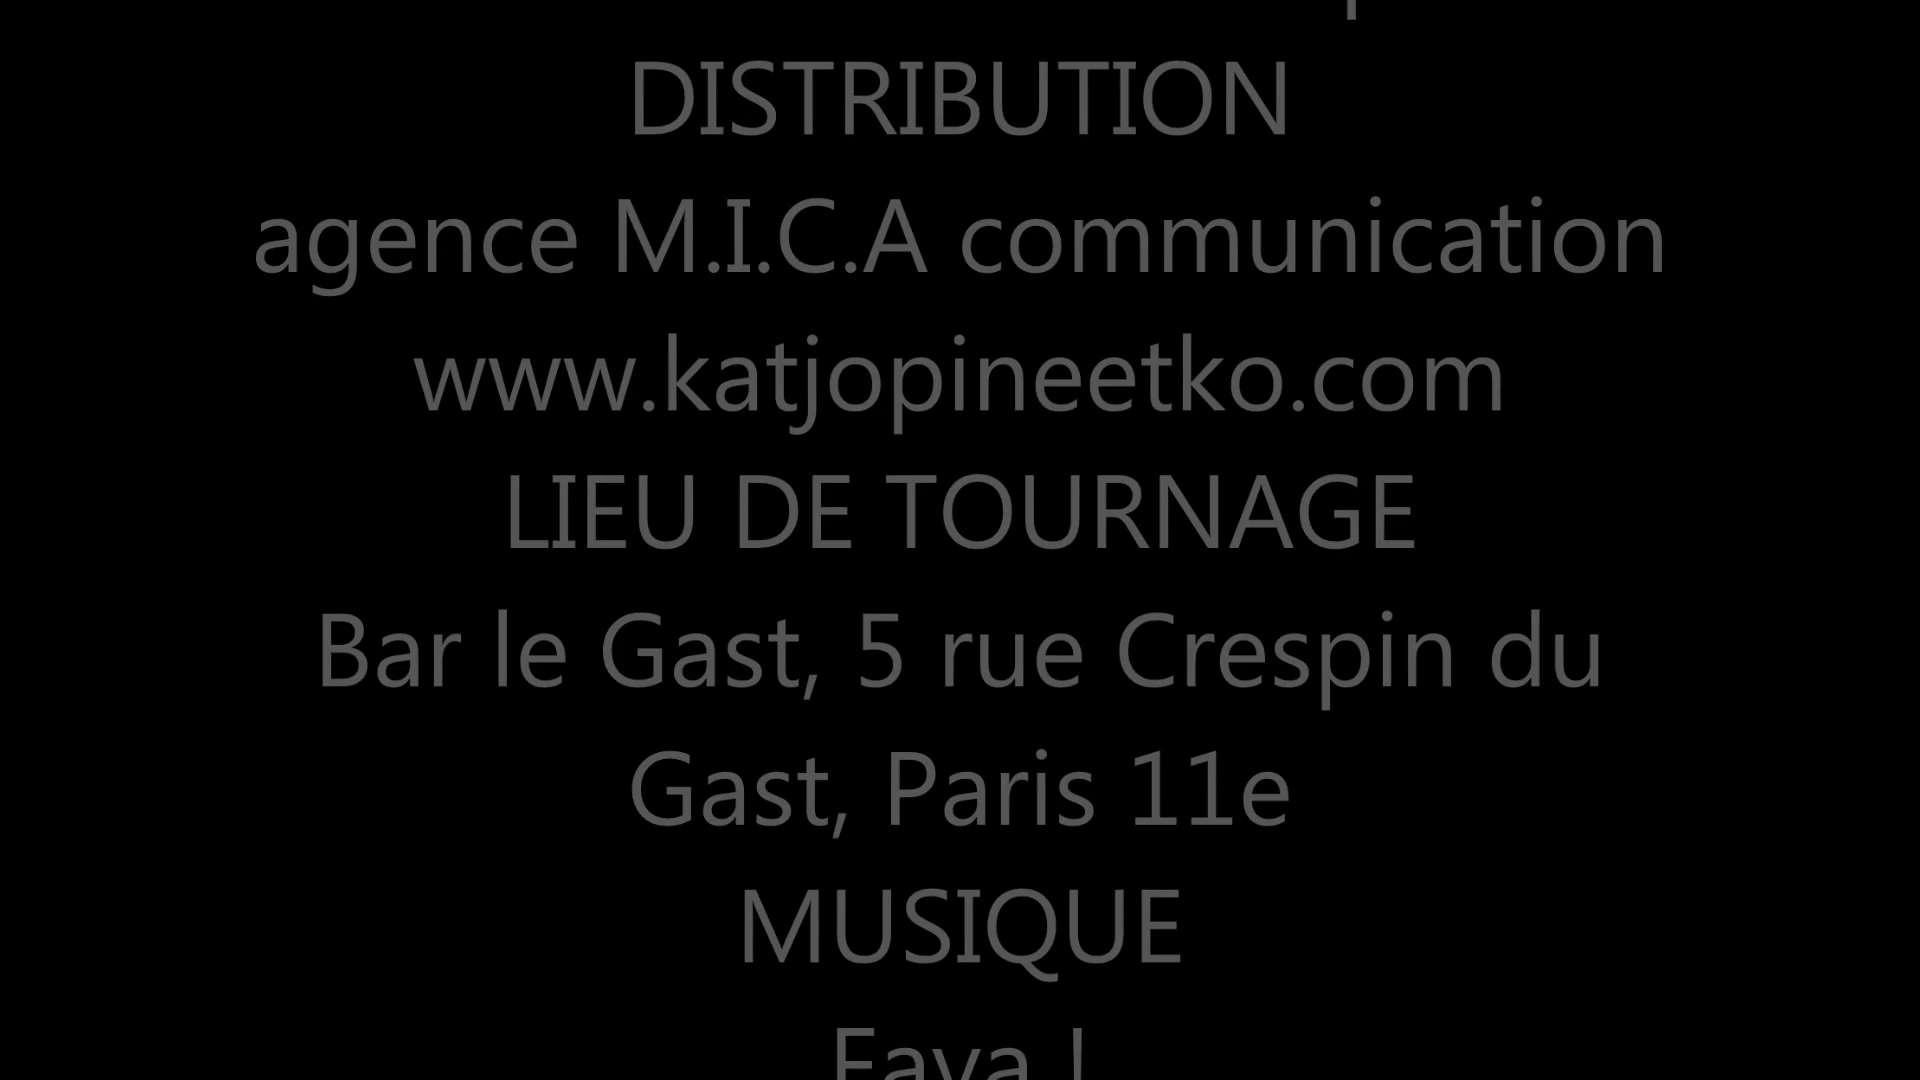 DISTRIBUTION
agence M.I.C.A communication
www.katjopineetko.com
LIEU DE TOURNAGE
Bar le Gast, 5 rue Crespin du
Gast, Paris 11e
MUSIQUE